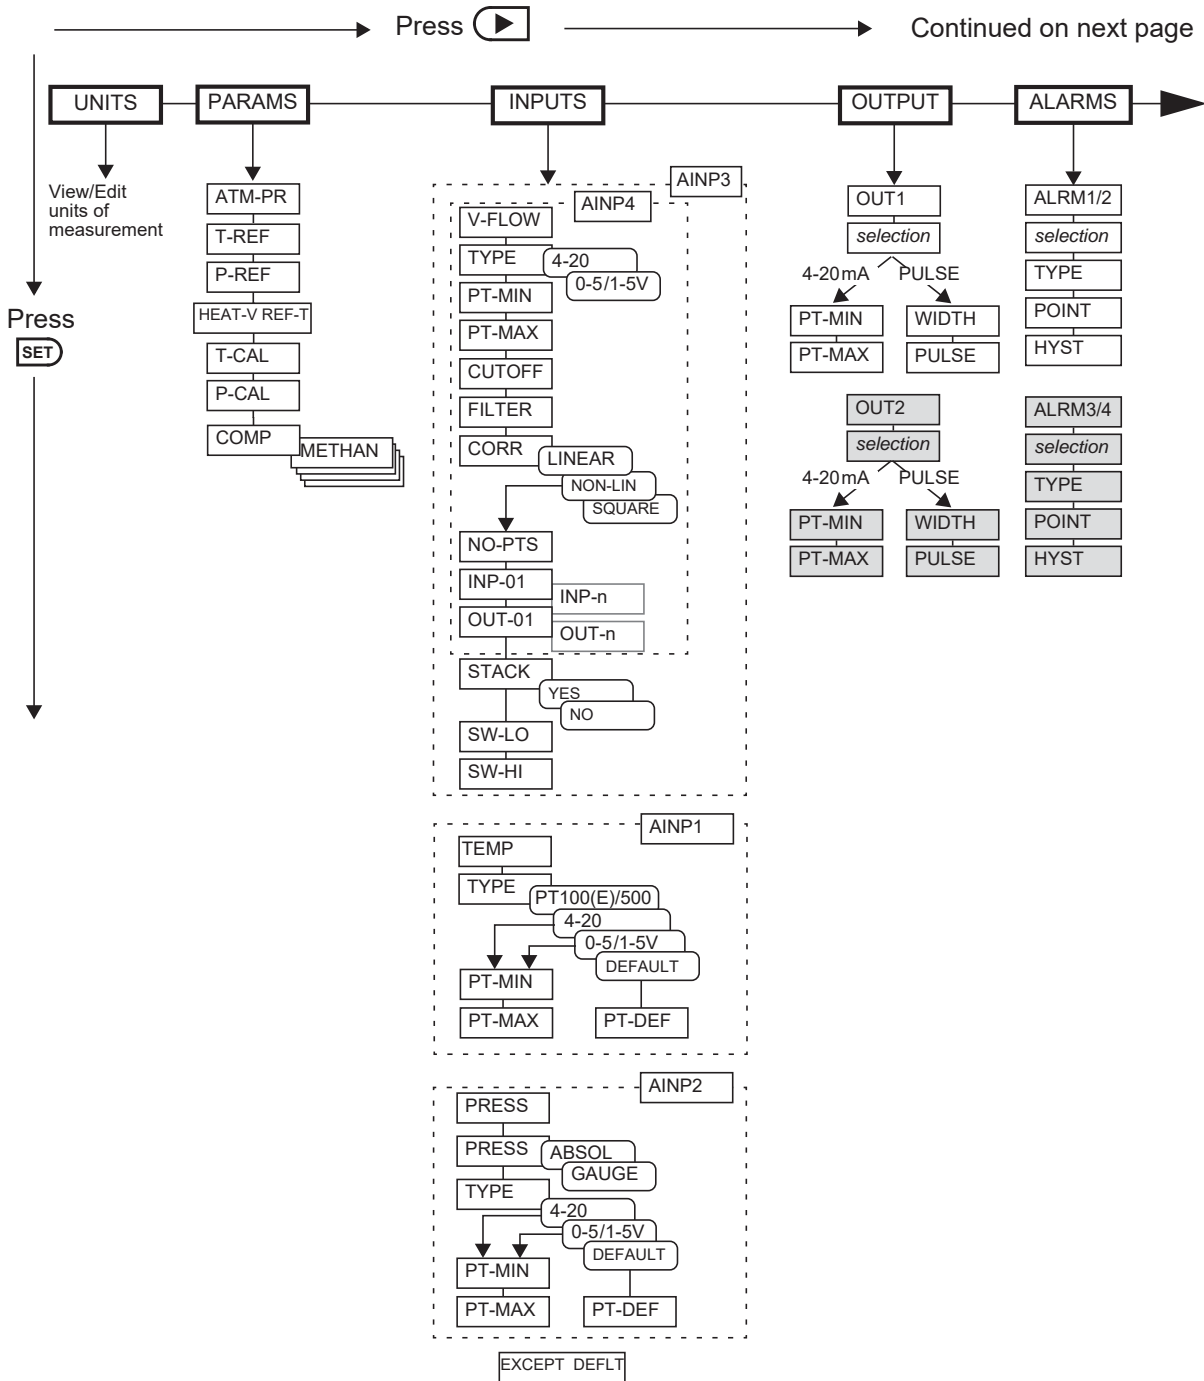 Press
Continued on next page
UNITS
PARAMS
INPUTS
OUTPUT
ALARMS
View/Edit
units of
measurement
Press
SET
ATM-PR
T-REF
P-REF
HEAT-V REF-T
T-CAL
P-CAL
COMP
METHAN
AINP3
AINP4
V-FLOW
TYPE
4-20
0-5/1-5V
PT-MIN
PT-MAX
CUTOFF
FILTER
CORR
LINEAR
NON-LIN
SQUARE
NO-PTS
INP-01
INP-n
OUT-01
OUT-n
STACK
YES
NO
SW-LO
SW-HI
AINP1
TEMP
TYPE
PT100(E)/500
4-20
0-5/1-5V
DEFAULT
PT-MIN
PT-MAX
PT-DEF
AINP2
PRESS
PRESS
ABSOL
GAUGE
TYPE
4-20
0-5/1-5V
DEFAULT
PT-MIN
PT-MAX
PT-DEF
EXCEPT DEFLT
OUT1
selection
4-20mA
PULSE
PT-MIN
WIDTH
PT-MAX
PULSE
OUT2
selection
4-20mA
PULSE
PT-MIN
WIDTH
PT-MAX
PULSE
ALRM1/2
selection
TYPE
POINT
HYST
ALRM3/4
selection
TYPE
POINT
HYST